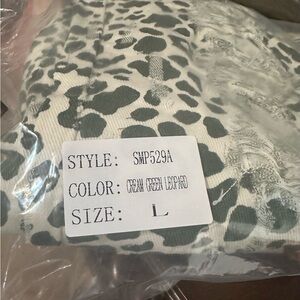 STYLE: SMP529A
COLOR: CREAM GREEN LEOPARD
SIZE: L